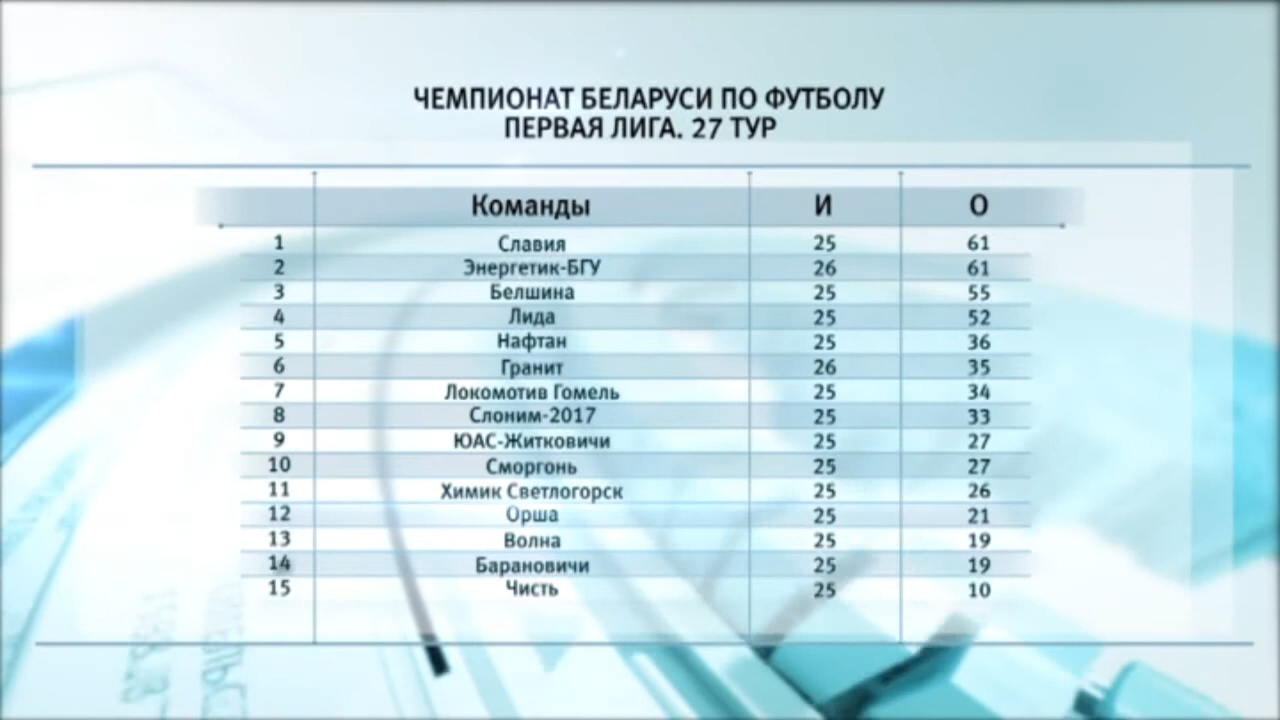 ЧЕМПИОНАТ БЕЛАРУСИ ПО ФУТБОЛУ
ПЕРВАЯ ЛИГА. 27 ТУР
Команды И О
1 Славия 25 61
2 Энергетик-БГУ 26 61
3 Белшина 25 55
4 Лида 25 52
5 Нафтан 25 36
6 Гранит 26 35
7 Локомотив Гомель 25 34
8 Слоним-2017 25 33
9 ЮАС-Житковичи 25 27
10 Сморгонь 25 27
11 Химик Светлогорск 25 26
12 Орша 25 21
13 Волна 25 19
14 Барановичи 25 19
15 Чисть 25 10